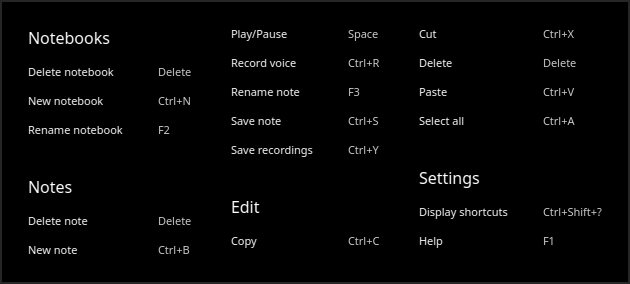 Notebooks
Delete notebook Delete
New notebook Ctrl+N
Rename notebook F2
Notes
Delete note Delete
New note Ctrl+B
Play/Pause Space
Record voice Ctrl+R
Rename note F3
Save note Ctrl+S
Save recordings Ctrl+Y
Edit
Copy Ctrl+C
Cut Ctrl+X
Delete Delete
Paste Ctrl+V
Select all Ctrl+A
Settings
Display shortcuts Ctrl+Shift+?
Help F1